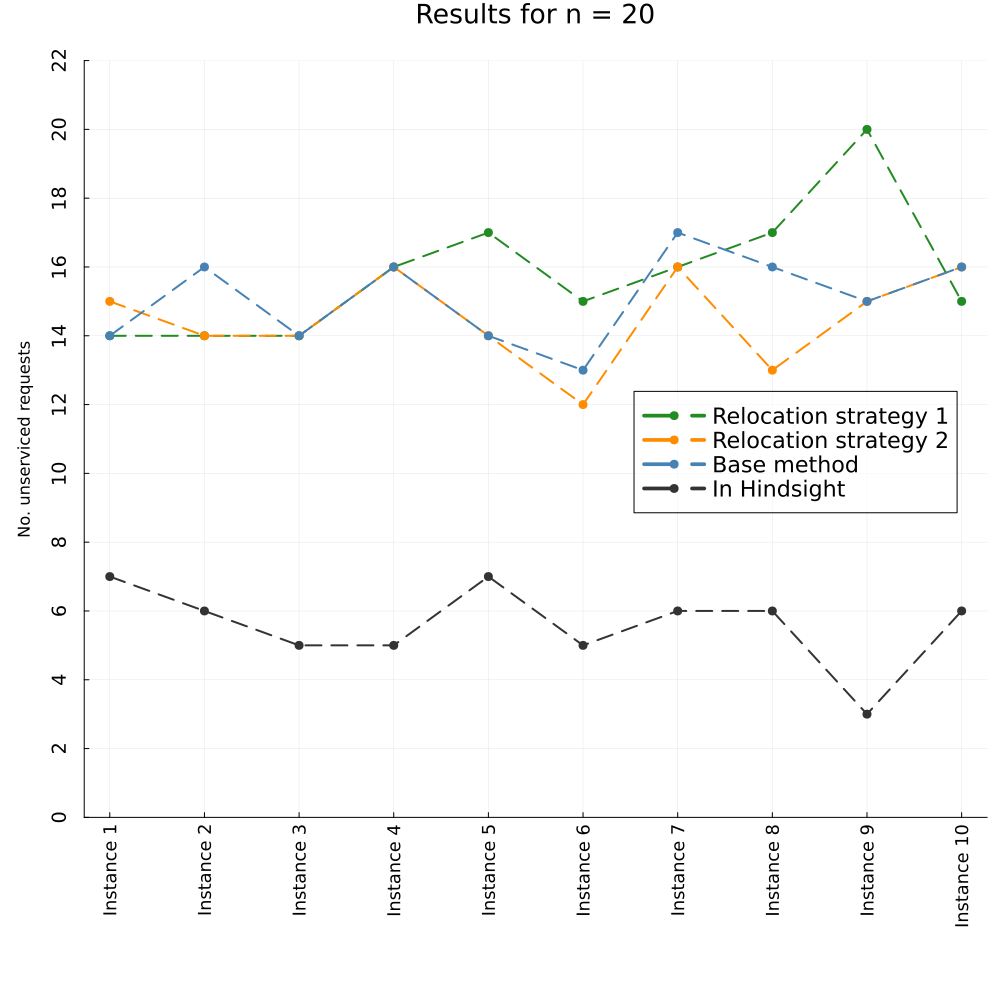 Results for n = 20
No. unserviced requests
22
20
18
16
14
12
10
8
6
4
2
0
Relocation strategy 1
Relocation strategy 2
Base method
In Hindsight
Instance 1
Instance 2
Instance 3
Instance 4
Instance 5
Instance 6
Instance 7
Instance 8
Instance 9
Instance 10